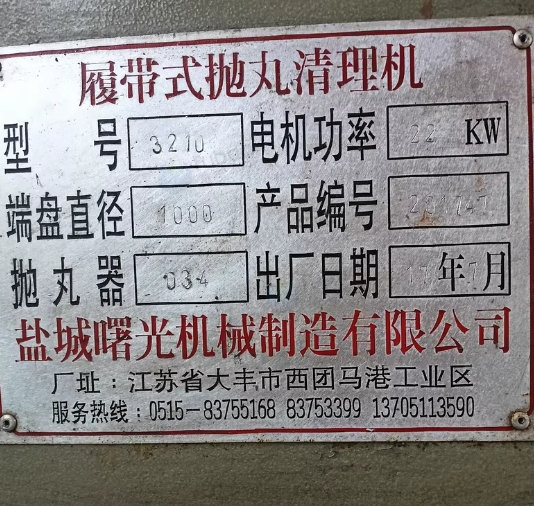 履带式抛丸清理机
型号 3210 电机功率 22 KW
端盘直径 1000 产品编号
抛丸器 034 出厂日期 年 月
盐城曙光机械制造有限公司
厂址:江苏省大丰市西团马港工业区
服务热线:0515-83755168 83753399 13705113590